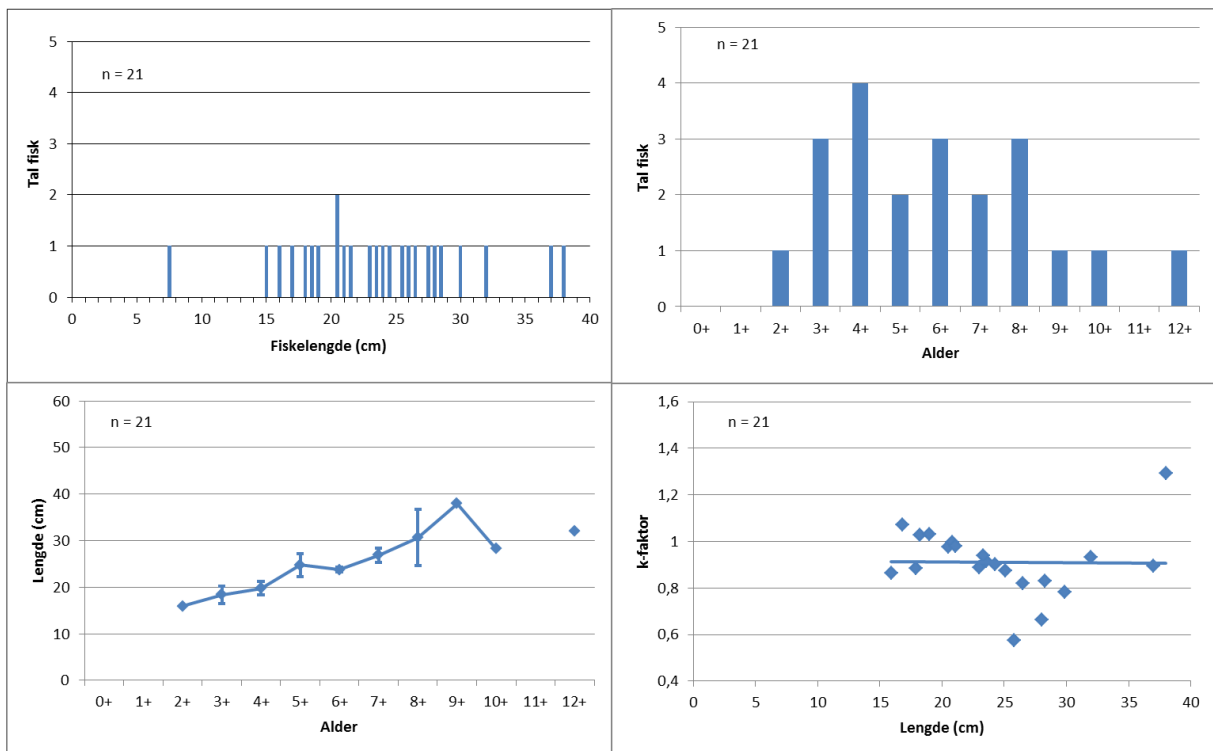 5
4
3
2
1
0
n = 21
Tal fisk
0 5 10 15 20 25 30 35 40
Fiskelengde (cm)
5
4
3
2
1
0
n = 21
Tal fisk
0+ 1+ 2+ 3+ 4+ 5+ 6+ 7+ 8+ 9+ 10+ 11+ 12+
Alder
60
50
40
30
20
10
0
n = 21
Lengde (cm)
0+ 1+ 2+ 3+ 4+ 5+ 6+ 7+ 8+ 9+ 10+ 11+ 12+
Alder
1,6
1,4
1,2
1
0,8
0,6
0,4
n = 21
k-faktor
0 5 10 15 20 25 30 35 40
Lengde (cm)